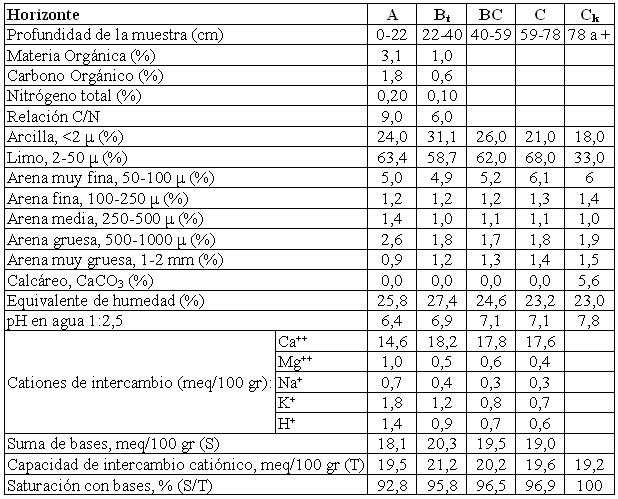 Horizonte A Bt BC C Ck
Profundidad de la muestra (cm) 0-22 22-40 40-59 59-78 78 a +
Materia Orgánica (%) 3,1 1,0
Carbono Orgánico (%) 1,8 0,6
Nitrógeno total (%) 0,20 0,10
Relación C/N 9,0 6,0
Arcilla, <2 µ (%) 24,0 31,1 26,0 21,0 18,0
Limo, 2-50 µ (%) 63,4 58,7 62,0 68,0 33,0
Arena muy fina, 50-100 µ (%) 5,0 4,9 5,2 6,1 6
Arena fina, 100-250 µ (%) 1,2 1,2 1,2 1,3 1,4
Arena media, 250-500 µ (%) 1,4 1,0 1,1 1,1 1,0
Arena gruesa, 500-1000 µ (%) 2,6 1,8 1,7 1,8 1,9
Arena muy gruesa, 1-2 mm (%) 0,9 1,2 1,3 1,4 1,5
Calcáreo, CaCO3 (%) 0,0 0,0 0,0 0,0 5,6
Equivalente de humedad (%) 25,8 27,4 24,6 23,2 23,0
pH en agua 1:2,5 6,4 6,9 7,1 7,1 7,8
Cationes de intercambio (meq/100 gr):
Ca++ 14,6 18,2 17,8 17,6
Mg++ 1,0 0,5 0,6 0,4
Na+ 0,7 0,4 0,3 0,3
K+ 1,8 1,2 0,8 0,7
H+ 1,4 0,9 0,7 0,6
Suma de bases, meq/100 gr (S) 18,1 20,3 19,5 19,0
Capacidad de intercambio catiónico, meq/100 gr (T) 19,5 21,2 20,2 19,6 19,2
Saturación con bases, % (S/T) 92,8 95,8 96,5 96,9 100